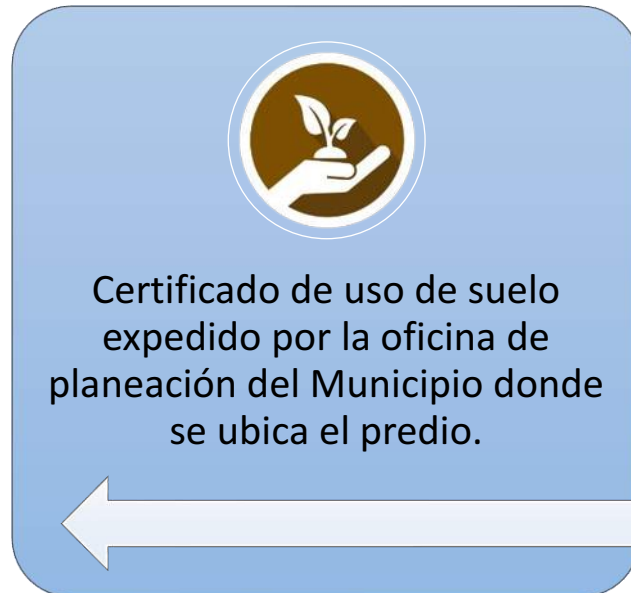 Certificado de uso de suelo
expedido por la oficina de
planeación del Municipio donde
se ubica el predio.